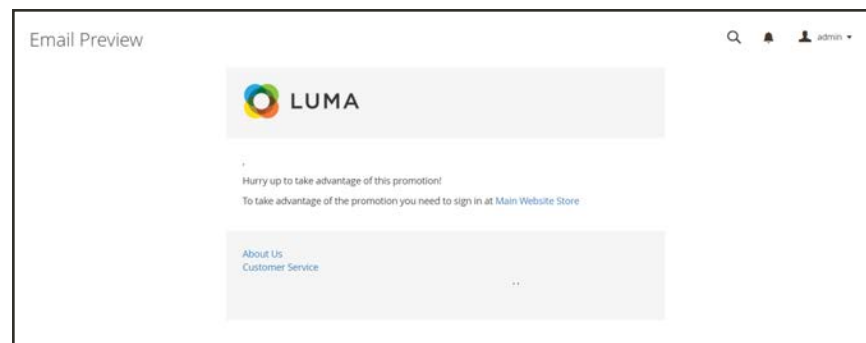 Email Preview
admin
LUMA
,
Hurry up to take advantage of this promotion!
To take advantage of the promotion you need to sign in at Main Website Store
About Us
Customer Service
, ,